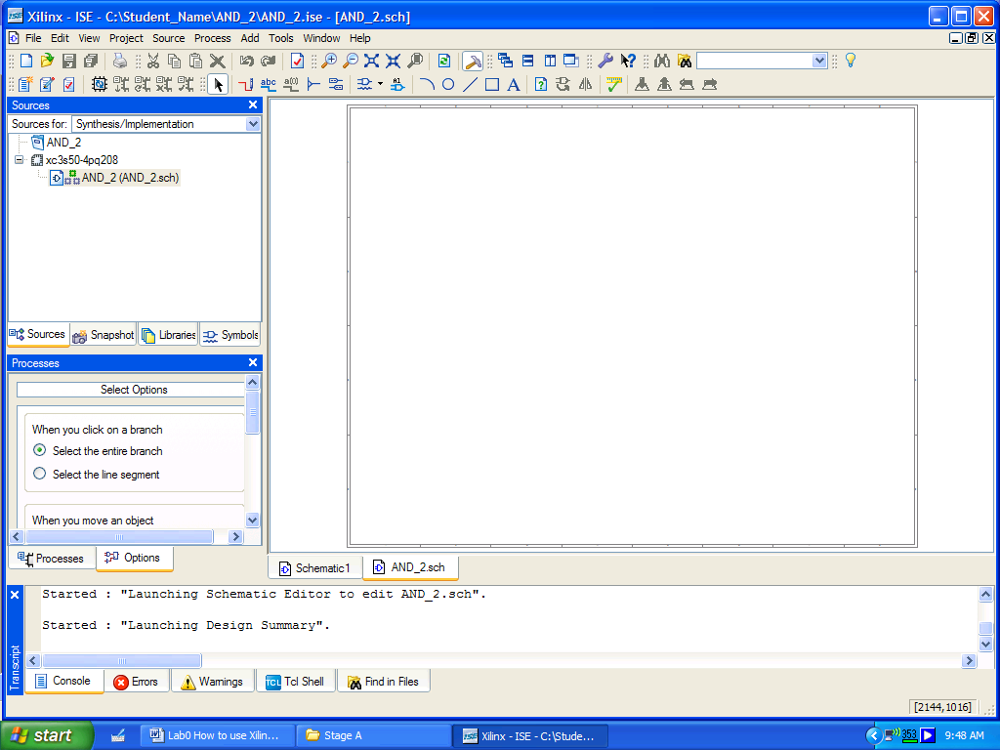 Xilinx - ISE - C:\Student_Name\AND_2\AND_2.ise - [AND_2.sch]
File Edit View Project Source Process Add Tools Window Help
Sources
Sources for: Synthesis/Implementation
AND_2
xc3s50-4pq208
AND_2 (AND_2.sch)
Sources Snapshot Libraries Symbols
Processes
Select Options
When you click on a branch
Select the entire branch
Select the line segment
When you move an object
Processes Options
Schematic1 AND_2.sch
Started : "Launching Schematic Editor to edit AND_2.sch".
Started : "Launching Design Summary".
Transcript
Console Errors Warnings TCL Tcl Shell Find in Files
[2144,1016]
start Lab0 How to use Xilin... Stage A ISE Xilinx - ISE - C:\Stude... 353 9:48 AM